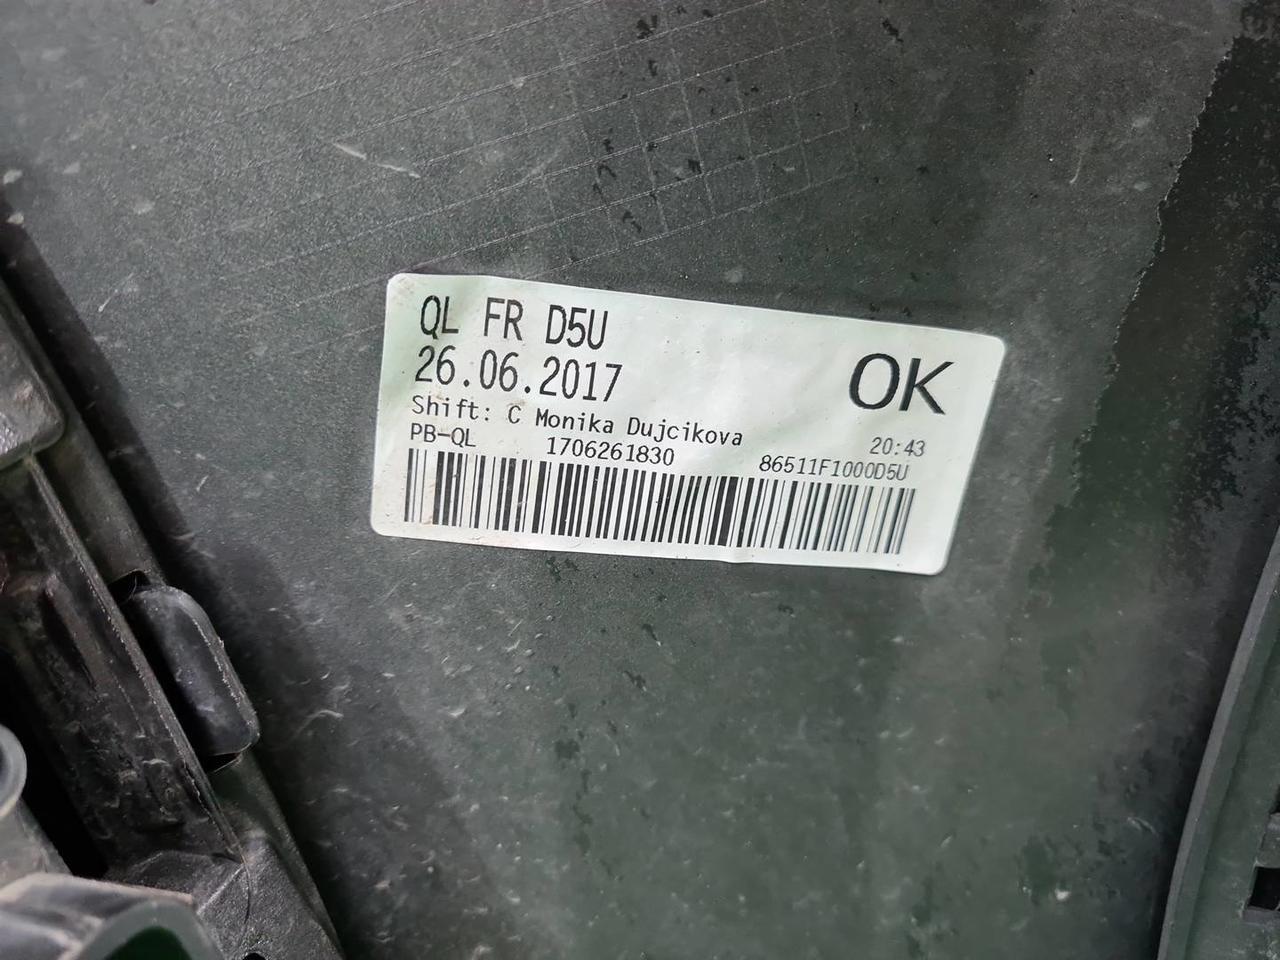 QL FR D5U
26.06.2017
OK
Shift: C Monika Dujcikova
20:43
PB-QL 1706261830 86511F1000D5U